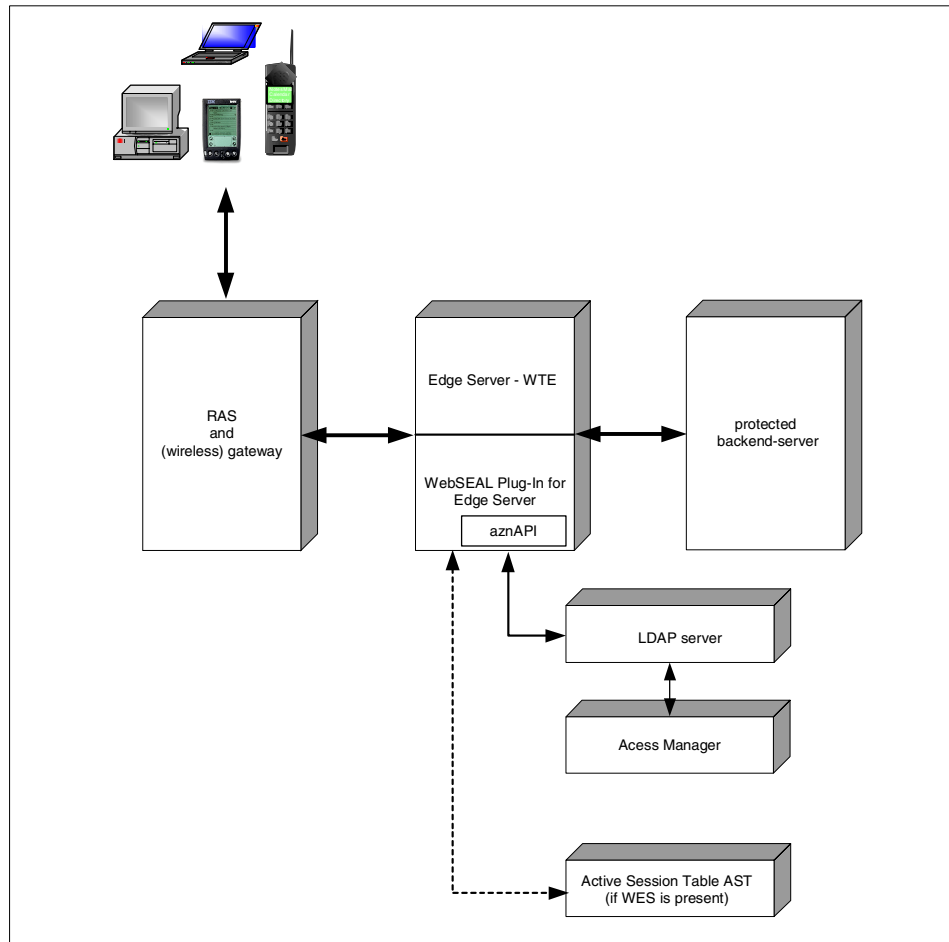 IBM
Edge Server - WTE
RAS
and
(wireless) gateway
protected
backend-server
WebSEAL Plug-In for
Edge Server
aznAPI
LDAP server
Acess Manager
Active Session Table AST
(if WES is present)